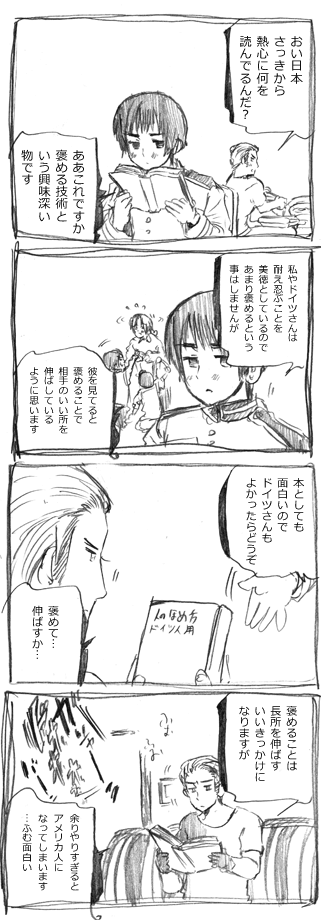 おい日本
さっきから
熱心に何を
読んでるんだ？
ああこれですか
褒める技術と
いう興味深い
物です
私やドイツさんは
耐え忍ぶことを
美徳としているので
あまり褒めるという
事はしませんが
彼を見てると
褒めることで
相手のいい所を
伸ばしている
ように思います
本としても
面白いので
ドイツさんも
よかったらどうぞ
人のほめ方
ドイツ人用
褒めて…
伸ばすか…
褒めることは
長所を伸ばす
いいきっかけに
なりますが
余りやりすぎると
アメリカ人に
なってしまいます
…ふむ面白い